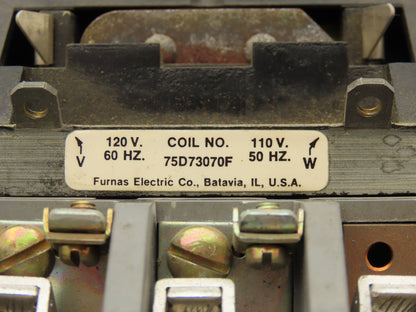 120 V. COIL NO. 110 V.
V 60 HZ. 75D73070F 50 HZ. W
Furnas Electric Co., Batavia, IL, U.S.A.